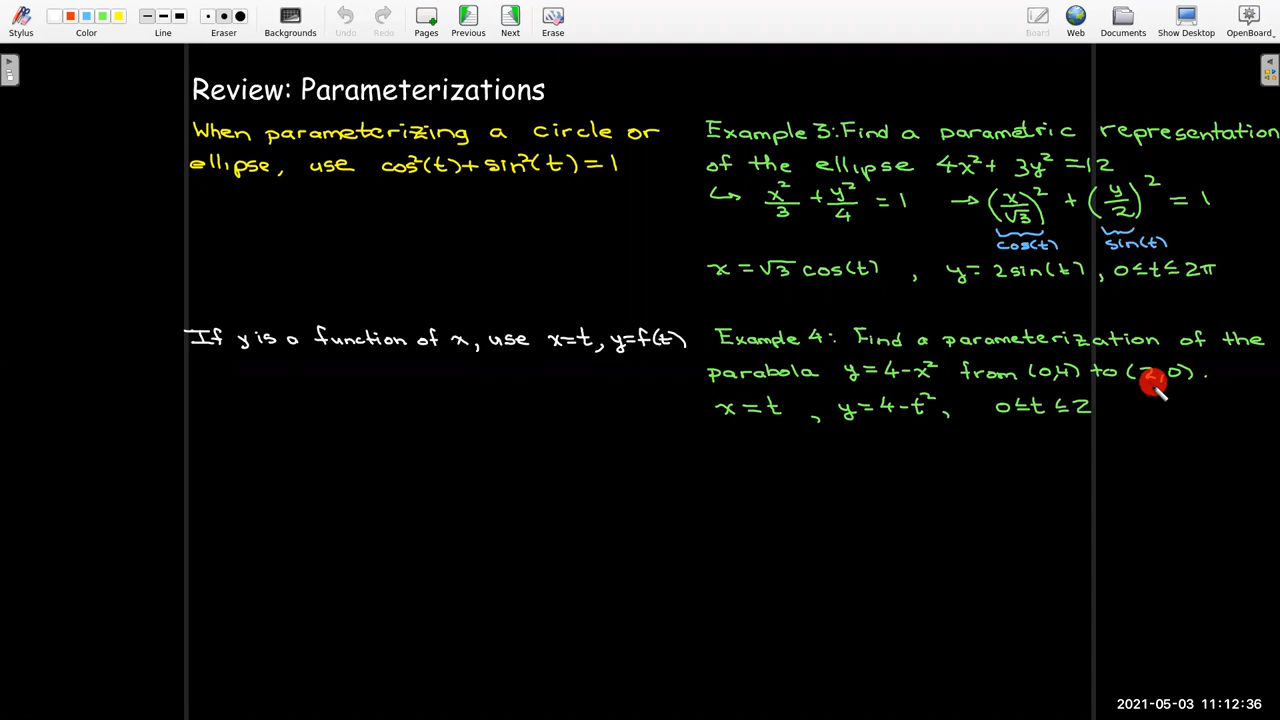 Stylus Color Line Eraser Backgrounds Undo Redo Pages Previous Next Erase Board Web Documents Show Desktop OpenBoard
Review: Parameterizations
When parameterizing a circle or
ellipse, use cos²(t)+sin²(t)=1
Example 3: Find a parametric representation
of the ellipse 4x²+ 3y² =12
↳ x²/3 + y²/4 = 1 → (x/√3)² + (y/2)² = 1
cos(t) sin(t)
x = √3 cos(t) , y= 2sin(t) , 0≤t≤2π
If y is a function of x, use x=t, y=f(t)
Example 4: Find a parameterization of the
parabola y = 4-x² from (0,4) to (2,0).
x = t , y = 4-t², 0≤t≤2
2021-05-03 11:12:36